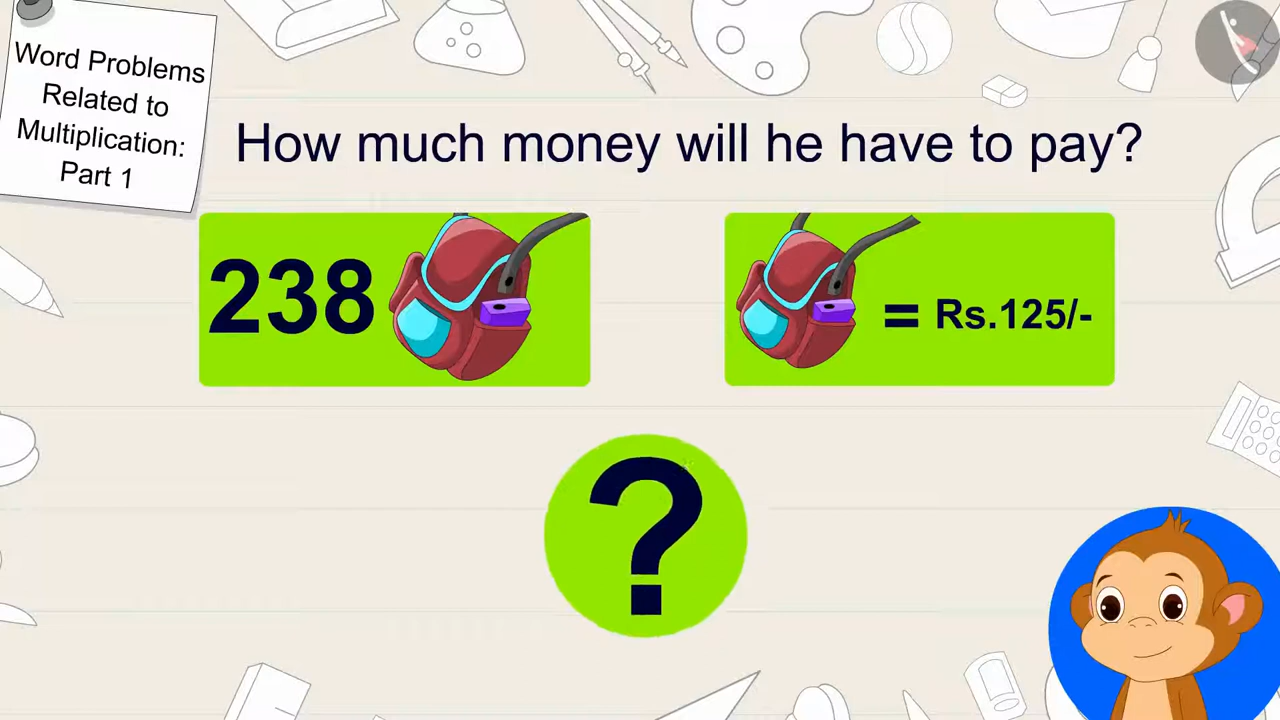 Word Problems
Related to
Multiplication:
Part 1
How much money will he have to pay?
238
= Rs.125/-
?